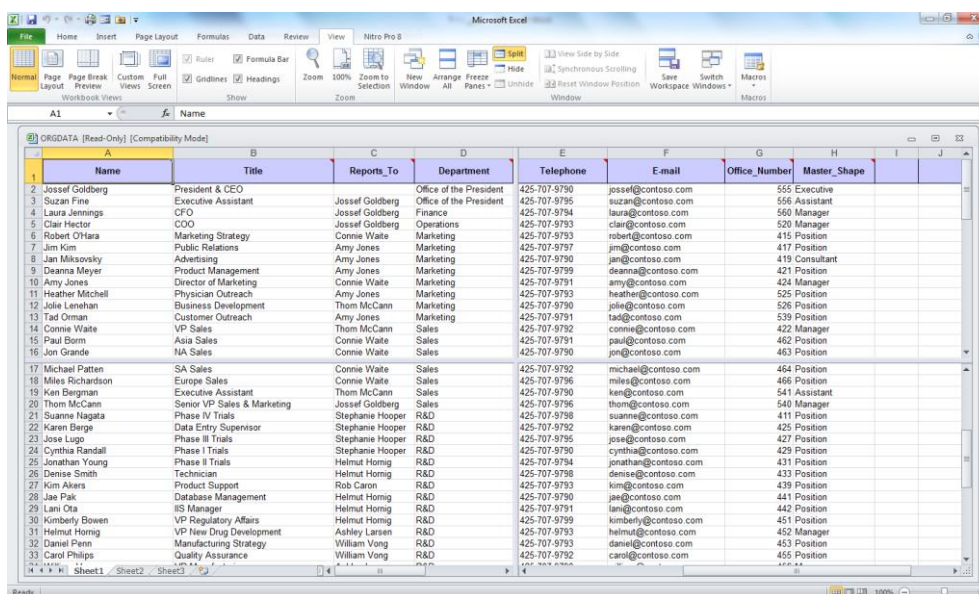 Microsoft Excel
File Home Insert Page Layout Formulas Data Review View Nitro Pro 8
Normal Page Layout Page Break Preview Custom Views Full Screen
Workbook Views
Ruler Formula Bar
Gridlines Headings
Show
Zoom 100% Zoom to Selection
Zoom
New Window Arrange All Freeze Panes
Split
Hide
Unhide
View Side by Side
Synchronous Scrolling
Reset Window Position
Save Workspace Switch Windows
Window
Macros
Macros
A1 fx Name
ORGDATA [Read-Only] [Compatibility Mode]
A B C D E F G H I J
1 Name Title Reports_To Department Telephone E-mail Office_Number Master_Shape
2 Jossef Goldberg President & CEO Office of the President 425-707-9790 jossef@contoso.com 555 Executive
3 Suzan Fine Executive Assistant Jossef Goldberg Office of the President 425-707-9795 suzan@contoso.com 556 Assistant
4 Laura Jennings CFO Jossef Goldberg Finance 425-707-9794 laura@contoso.com 560 Manager
5 Clair Hector COO Jossef Goldberg Operations 425-707-9793 clair@contoso.com 520 Manager
6 Robert O'Hara Marketing Strategy Connie Waite Marketing 425-707-9793 robert@contoso.com 415 Position
7 Jim Kim Public Relations Amy Jones Marketing 425-707-9797 jim@contoso.com 417 Position
8 Jan Miksovsky Advertising Amy Jones Marketing 425-707-9790 jan@contoso.com 419 Consultant
9 Deanna Meyer Product Management Amy Jones Marketing 425-707-9799 deanna@contoso.com 421 Position
10 Amy Jones Director of Marketing Connie Waite Marketing 425-707-9791 amy@contoso.com 424 Manager
11 Heather Mitchell Physician Outreach Amy Jones Marketing 425-707-9793 heather@contoso.com 525 Position
12 Jolie Lenehan Business Development Thom McCann Marketing 425-707-9790 jolie@contoso.com 526 Position
13 Tad Orman Customer Outreach Amy Jones Marketing 425-707-9791 tad@contoso.com 539 Position
14 Connie Waite VP Sales Thom McCann Sales 425-707-9792 connie@contoso.com 422 Manager
15 Paul Borm Asia Sales Connie Waite Sales 425-707-9791 paul@contoso.com 462 Position
16 Jon Grande NA Sales Connie Waite Sales 425-707-9790 jon@contoso.com 463 Position
17 Michael Patten SA Sales Connie Waite Sales 425-707-9792 michael@contoso.com 464 Position
18 Miles Richardson Europe Sales Connie Waite Sales 425-707-9796 miles@contoso.com 466 Position
19 Ken Bergman Executive Assistant Thom McCann Sales 425-707-9790 ken@contoso.com 541 Assistant
20 Thom McCann Senior VP Sales & Marketing Jossef Goldberg Sales 425-707-9796 thom@contoso.com 540 Manager
21 Suanne Nagata Phase IV Trials Stephanie Hooper R&D 425-707-9798 suanne@contoso.com 411 Position
22 Karen Berge Data Entry Supervisor Stephanie Hooper R&D 425-707-9792 karen@contoso.com 425 Position
23 Jose Lugo Phase III Trials Stephanie Hooper R&D 425-707-9795 jose@contoso.com 427 Position
24 Cynthia Randall Phase I Trials Stephanie Hooper R&D 425-707-9790 cynthia@contoso.com 429 Position
25 Jonathan Young Phase II Trials Helmut Hornig R&D 425-707-9794 jonathan@contoso.com 431 Position
26 Denise Smith Technician Helmut Hornig R&D 425-707-9798 denise@contoso.com 433 Position
27 Kim Akers Product Support Rob Caron R&D 425-707-9793 kim@contoso.com 439 Position
28 Jae Pak Database Management Helmut Hornig R&D 425-707-9790 jae@contoso.com 441 Position
29 Lani Ota IIS Manager Helmut Hornig R&D 425-707-9791 lani@contoso.com 442 Position
30 Kimberly Bowen VP Regulatory Affairs Helmut Hornig R&D 425-707-9799 kimberly@contoso.com 451 Position
31 Helmut Hornig VP New Drug Development Ashley Larsen R&D 425-707-9793 helmut@contoso.com 452 Manager
32 Daniel Penn Manufacturing Strategy William Vong R&D 425-707-9793 daniel@contoso.com 453 Position
33 Carol Philips Quality Assurance William Vong R&D 425-707-9792 carol@contoso.com 455 Position
Sheet1 Sheet2 Sheet3
Ready 100%